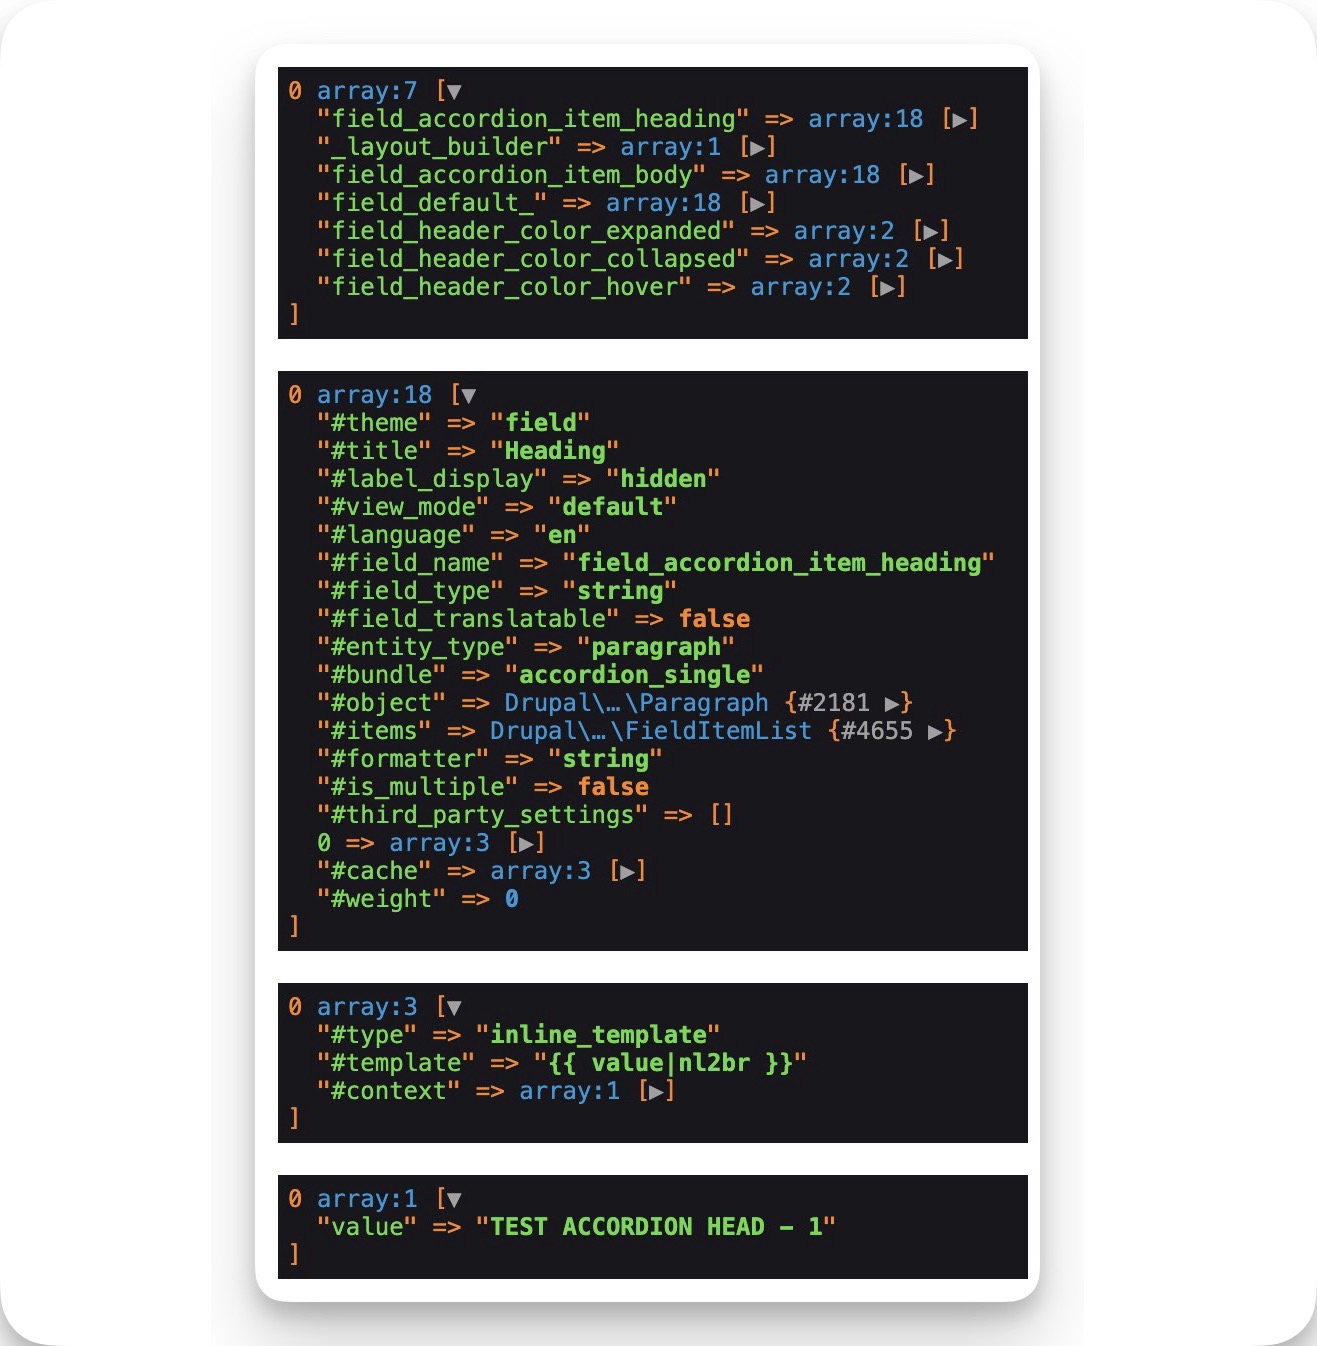 0 array:7 [▼
  "field_accordion_item_heading" => array:18 [▶]
  "_layout_builder" => array:1 [▶]
  "field_accordion_item_body" => array:18 [▶]
  "field_default_" => array:18 [▶]
  "field_header_color_expanded" => array:2 [▶]
  "field_header_color_collapsed" => array:2 [▶]
  "field_header_color_hover" => array:2 [▶]
]
0 array:18 [▼
  "#theme" => "field"
  "#title" => "Heading"
  "#label_display" => "hidden"
  "#view_mode" => "default"
  "#language" => "en"
  "#field_name" => "field_accordion_item_heading"
  "#field_type" => "string"
  "#field_translatable" => false
  "#entity_type" => "paragraph"
  "#bundle" => "accordion_single"
  "#object" => Drupal\…\Paragraph {#2181 ▶}
  "#items" => Drupal\…\FieldItemList {#4655 ▶}
  "#formatter" => "string"
  "#is_multiple" => false
  "#third_party_settings" => []
  0 => array:3 [▶]
  "#cache" => array:3 [▶]
  "#weight" => 0
]
0 array:3 [▼
  "#type" => "inline_template"
  "#template" => "{{ value|nl2br }}"
  "#context" => array:1 [▶]
]
0 array:1 [▼
  "value" => "TEST ACCORDION HEAD – 1"
]